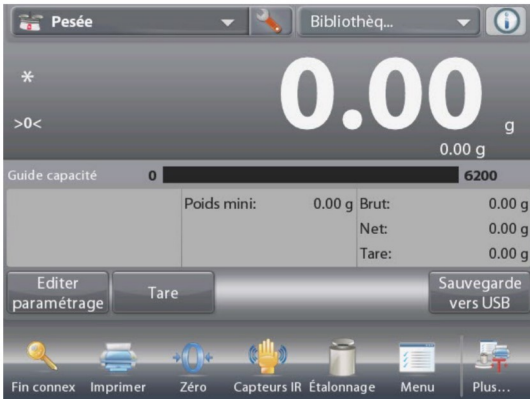 Pesée
Bibliothèq...
*
0.00
>0<
g
0.00 g
Guide capacité 0 6200
Poids mini: 0.00 g Brut: 0.00 g
Net: 0.00 g
Tare: 0.00 g
Editer
paramétrage
Tare
Sauvegarde
vers USB
Fin connex Imprimer Zéro Capteurs IR Étalonnage Menu Plus...